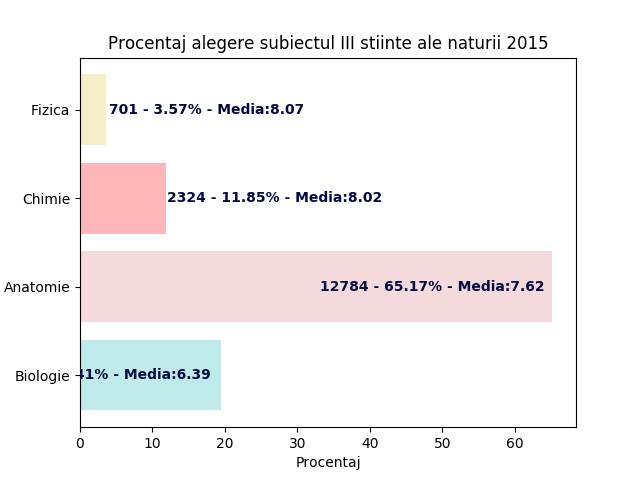 Procentaj alegere subiectul III stiinte ale naturii 2015
Fizica
701 - 3.57% - Media:8.07
Chimie
2324 - 11.85% - Media:8.02
Anatomie
12784 - 65.17% - Media:7.62
Biologie
41% - Media:6.39
0 10 20 30 40 50 60
Procentaj